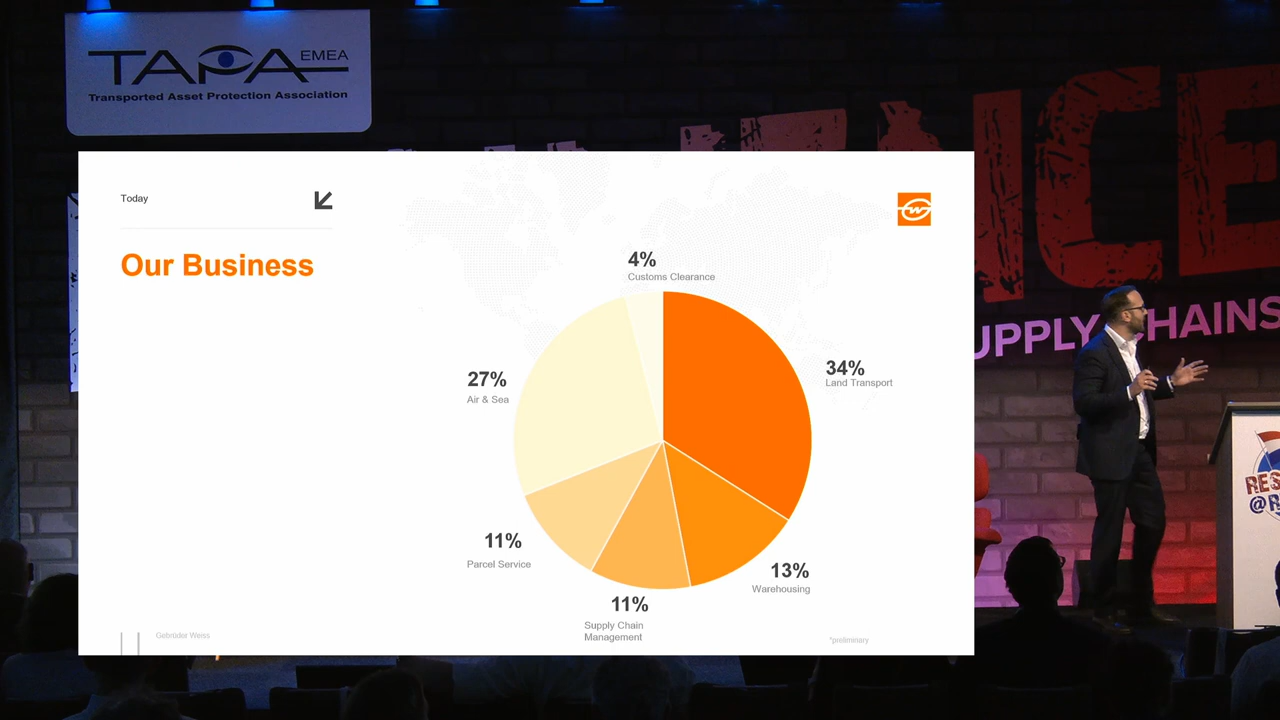 TAPA EMEA
Transported Asset Protection Association
Today
Our Business
4%
Customs Clearance
34%
Land Transport
27%
Air & Sea
11%
Parcel Service
13%
Warehousing
11%
Supply Chain
Management
Gebrüder Weiss
*preliminary
SUPPLY CHAINS